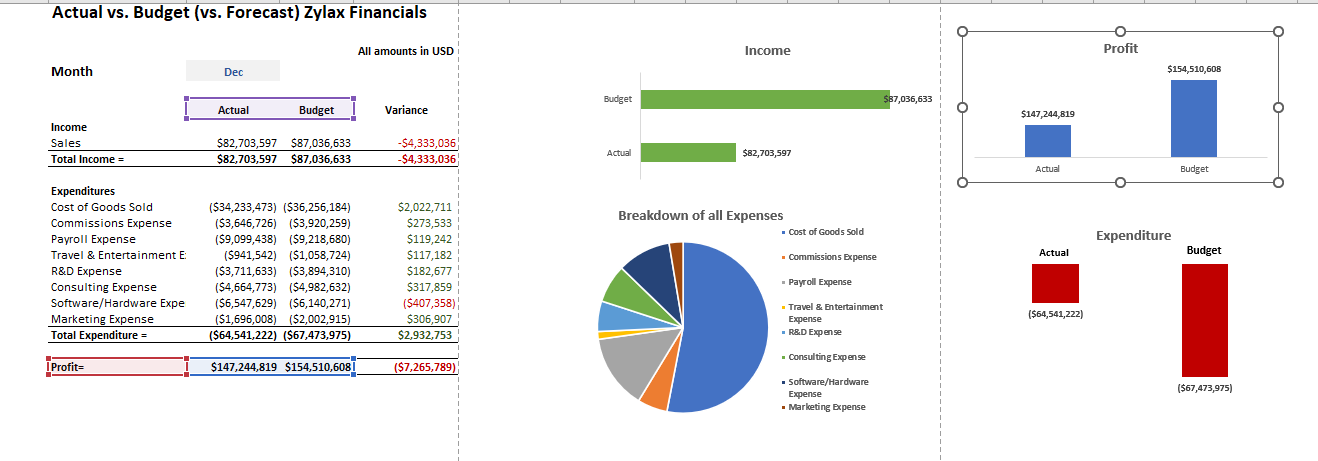 Actual vs. Budget (vs. Forecast) Zylax Financials
All amounts in USD
Month Dec
Actual Budget Variance
Income
Sales $82,703,597 $87,036,633 -$4,333,036
Total Income = $82,703,597 $87,036,633 -$4,333,036
Expenditures
Cost of Goods Sold ($34,233,473) ($36,256,184) $2,022,711
Commissions Expense ($3,646,726) ($3,920,259) $273,533
Payroll Expense ($9,099,438) ($9,218,680) $119,242
Travel & Entertainment E: ($941,542) ($1,058,724) $117,182
R&D Expense ($3,711,633) ($3,894,310) $182,677
Consulting Expense ($4,664,773) ($4,982,632) $317,859
Software/Hardware Expe ($6,547,629) ($6,140,271) ($407,358)
Marketing Expense ($1,696,008) ($2,002,915) $306,907
Total Expenditure = ($64,541,222) ($67,473,975) $2,932,753
Profit= $147,244,819 $154,510,608 ($7,265,789)
Income
Budget $87,036,633
Actual $82,703,597
Breakdown of all Expenses
Cost of Goods Sold
Commissions Expense
Payroll Expense
Travel & Entertainment
Expense
R&D Expense
Consulting Expense
Software/Hardware
Expense
Marketing Expense
Profit
$154,510,608
$147,244,819
Actual Budget
Expenditure
Actual Budget
($64,541,222)
($67,473,975)